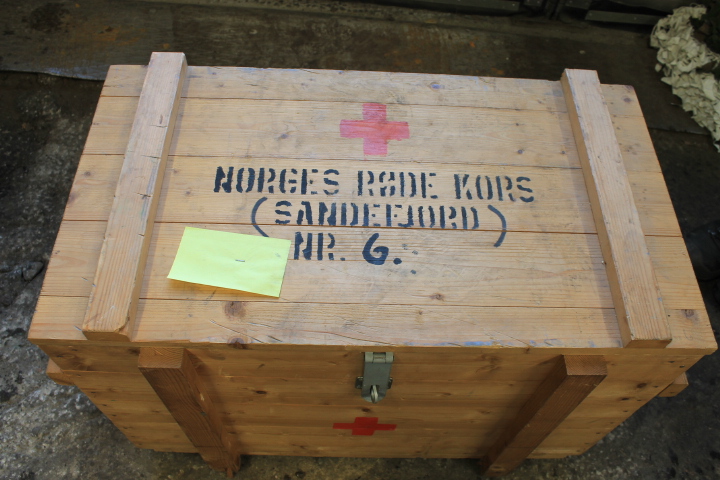 NORGES RØDE KORS
(SANDEFJORD)
NR. 6.